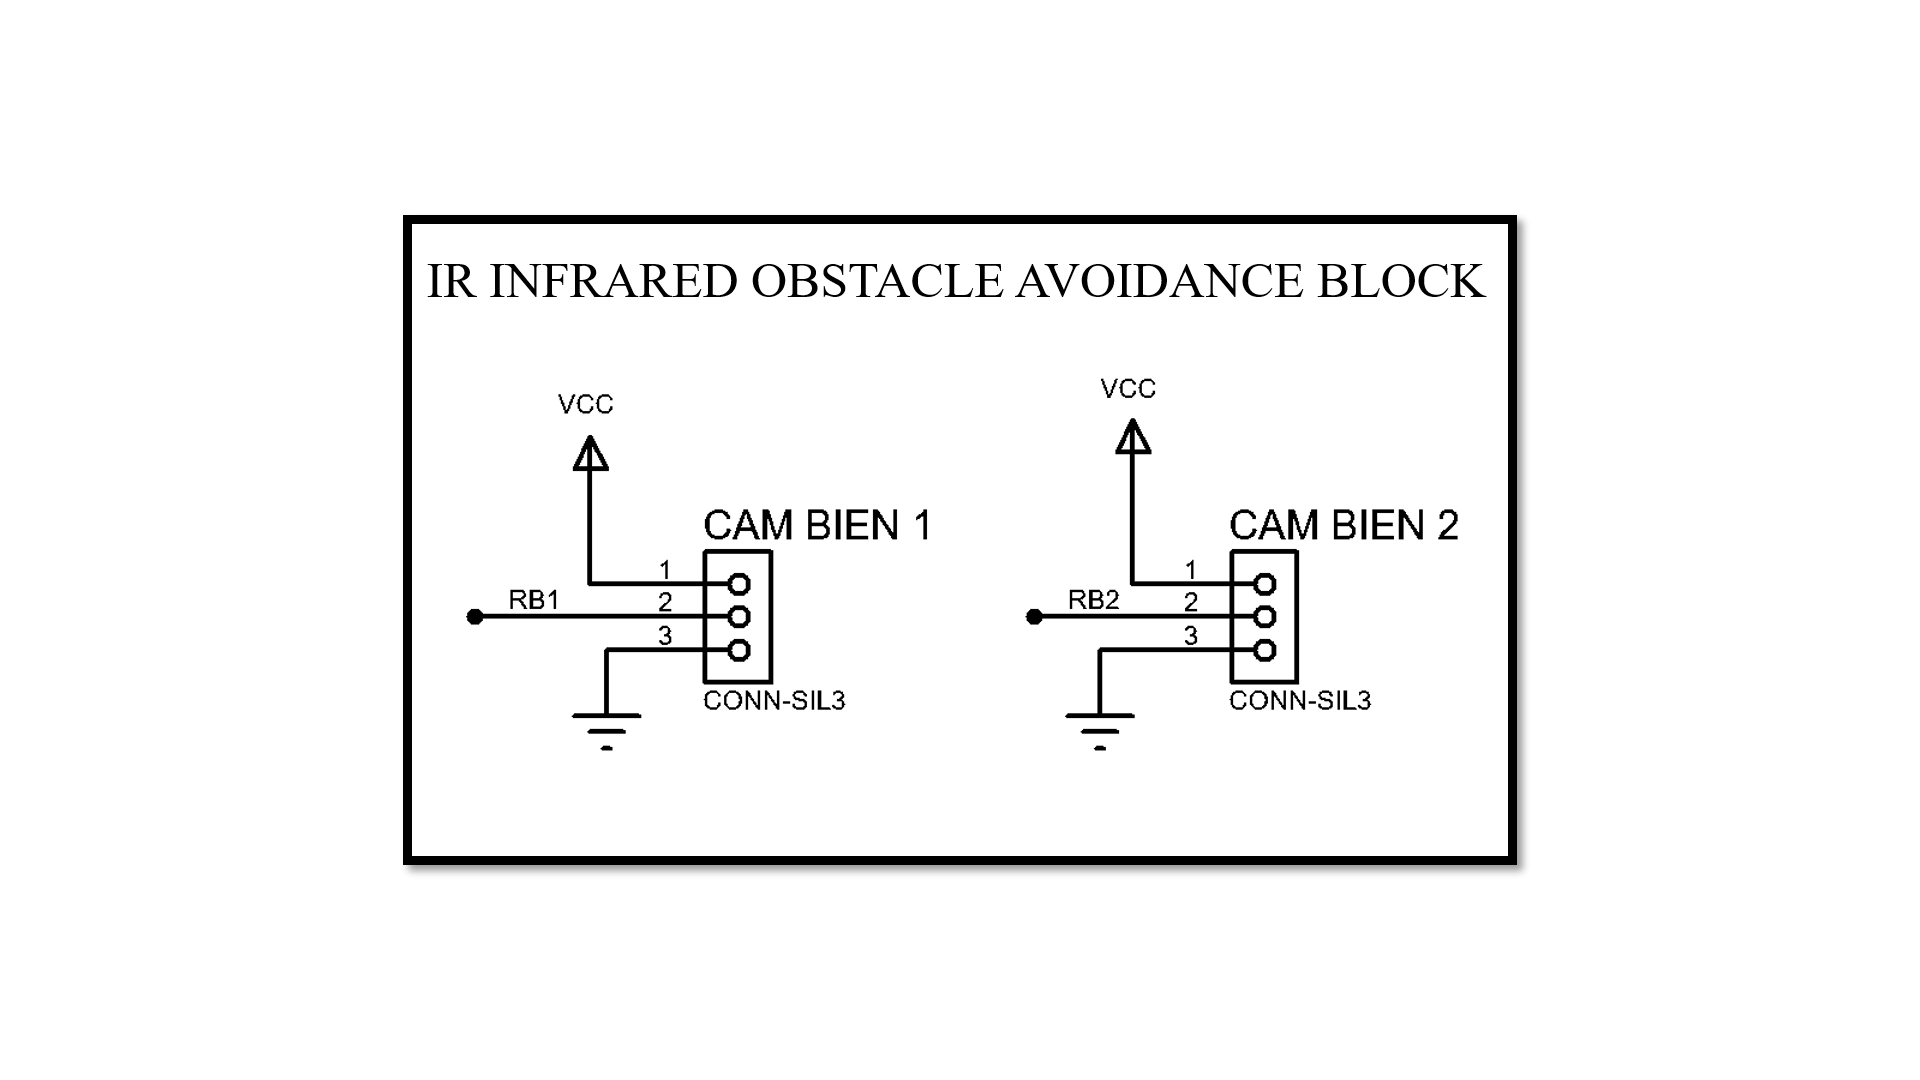 IR INFRARED OBSTACLE AVOIDANCE BLOCK
VCC
CAM BIEN 1
1
RB1
2
3
CONN-SIL3
VCC
CAM BIEN 2
1
RB2
2
3
CONN-SIL3